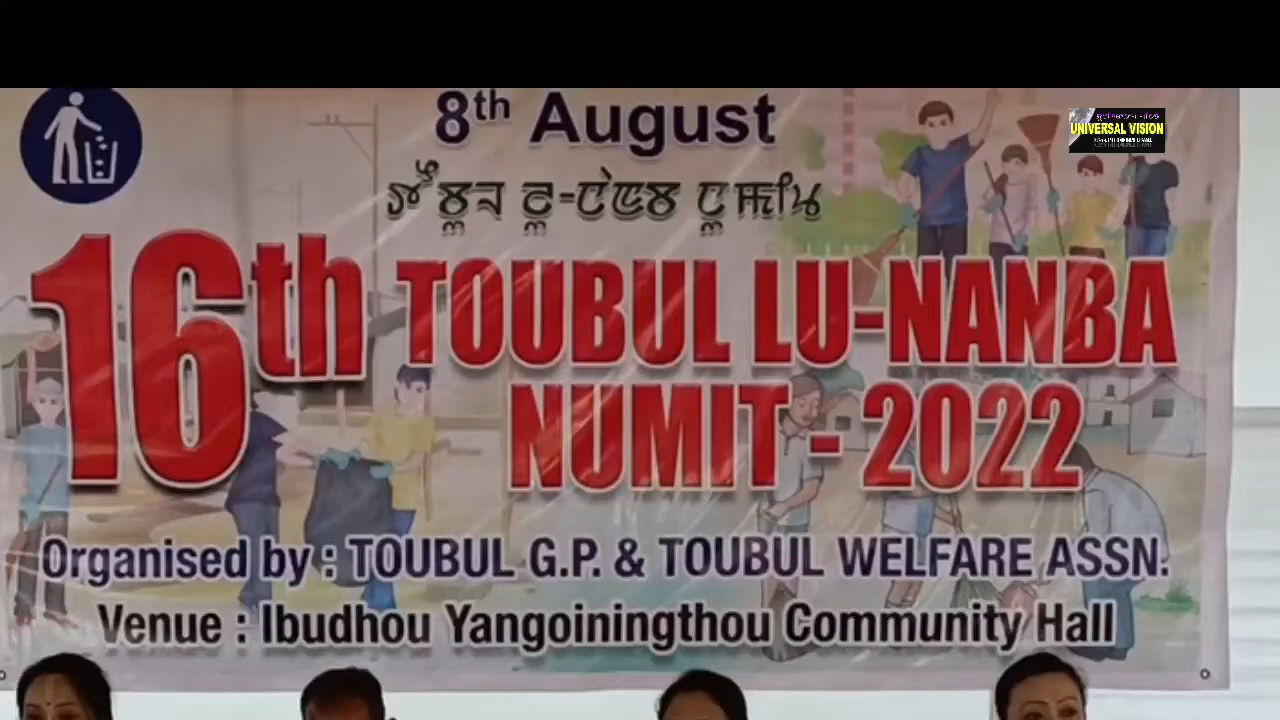 8th August
UNIVERSAL VISION
ꯇꯧꯕꯨꯜ ꯂꯨ-ꯅꯥꯟꯕ ꯅꯨꯃꯤꯠ
16th TOUBUL LU-NANBA
NUMIT - 2022
Organised by : TOUBUL G.P. & TOUBUL WELFARE ASSN.
Venue : Ibudhou Yangoiningthou Community Hall